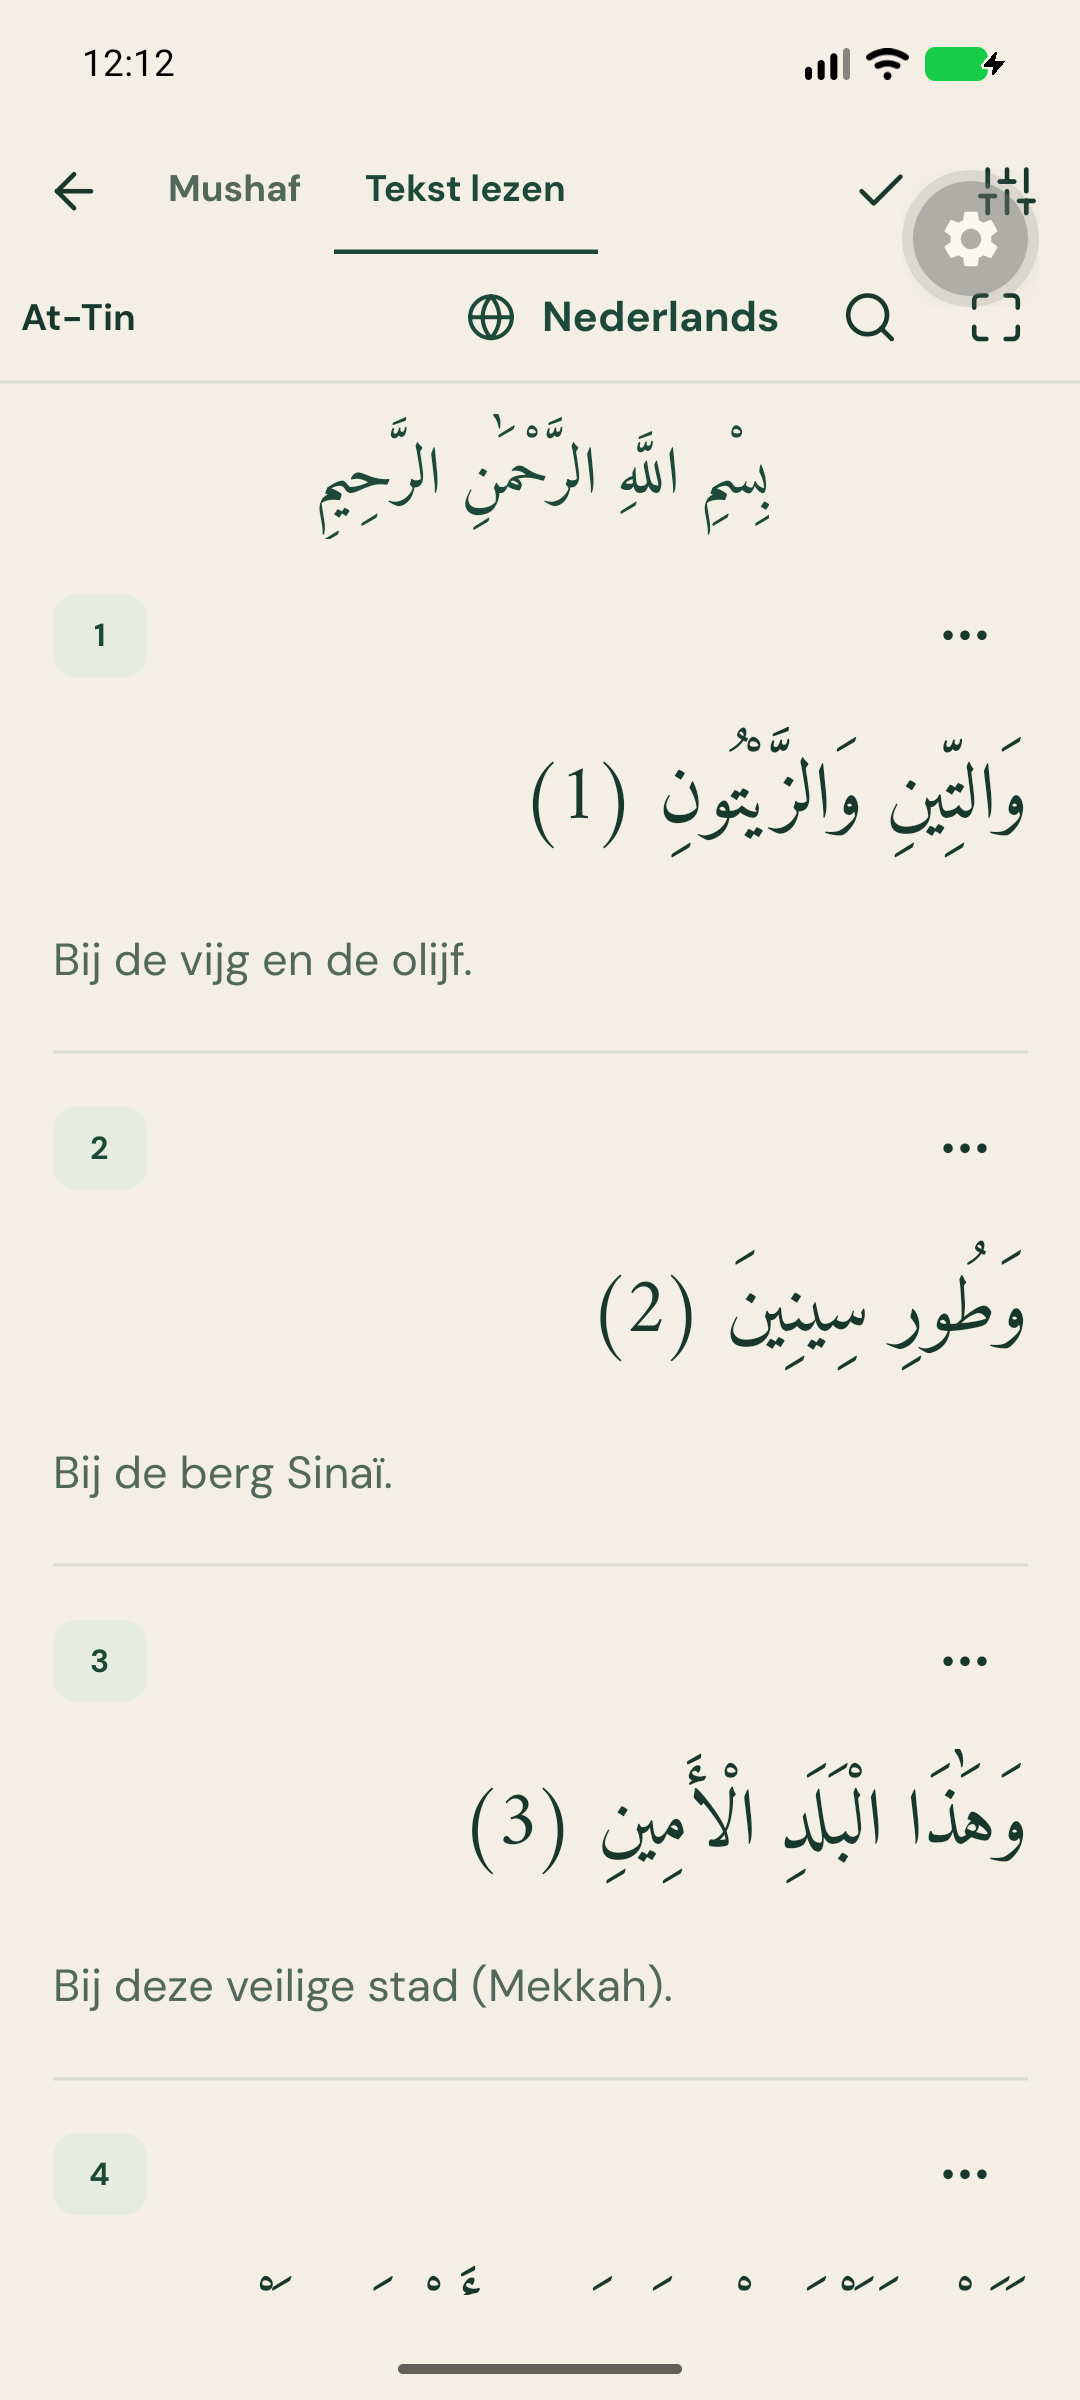 12:12
Mushaf
Tekst lezen
At-Tin
Nederlands
بِسْمِ اللَّهِ الرَّحْمَٰنِ الرَّحِيمِ
1
وَالتِّينِ وَالزَّيْتُونِ (1)
Bij de vijg en de olijf.
2
وَطُورِ سِينِينَ (2)
Bij de berg Sinaï.
3
وَهَٰذَا الْبَلَدِ الْأَمِينِ (3)
Bij deze veilige stad (Mekkah).
4